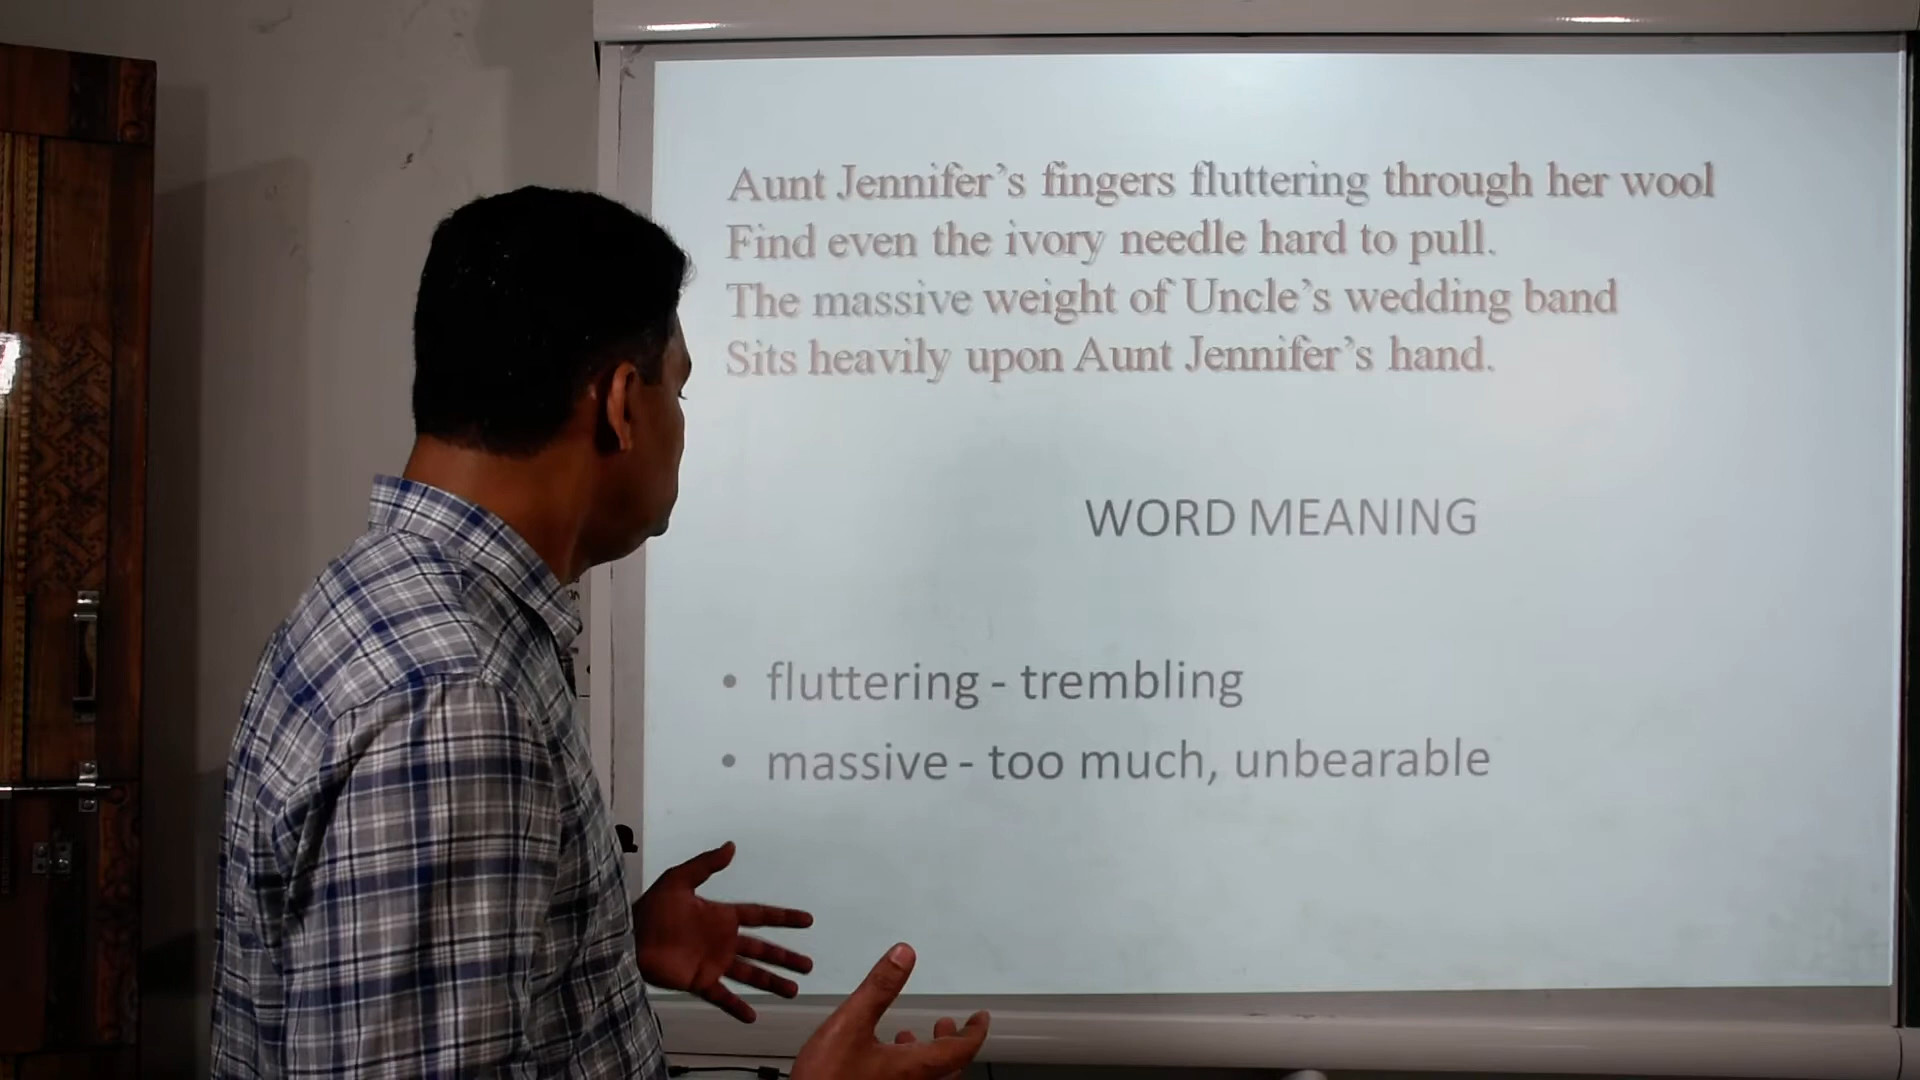 Aunt Jennifer’s fingers fluttering through her wool
Find even the ivory needle hard to pull.
The massive weight of Uncle’s wedding band
Sits heavily upon Aunt Jennifer’s hand.
WORD MEANING
• fluttering - trembling
• massive - too much, unbearable